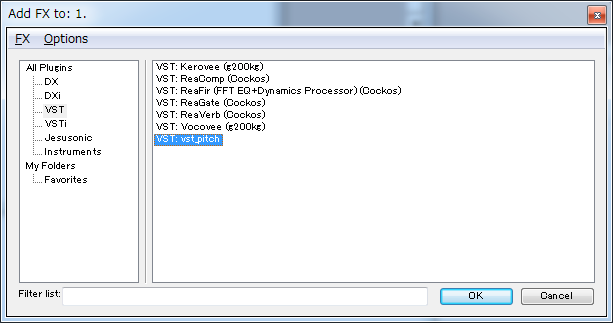 Add FX to: 1.
FX Options
All Plugins
DX
DXi
VST
VSTi
Jesusonic
Instruments
My Folders
Favorites
VST: Kerovee (g200kg)
VST: ReaComp (Cockos)
VST: ReaFir (FFT EQ+Dynamics Processor) (Cockos)
VST: ReaGate (Cockos)
VST: ReaVerb (Cockos)
VST: Vocovee (g200kg)
VST: vst_pitch
Filter list:
OK Cancel